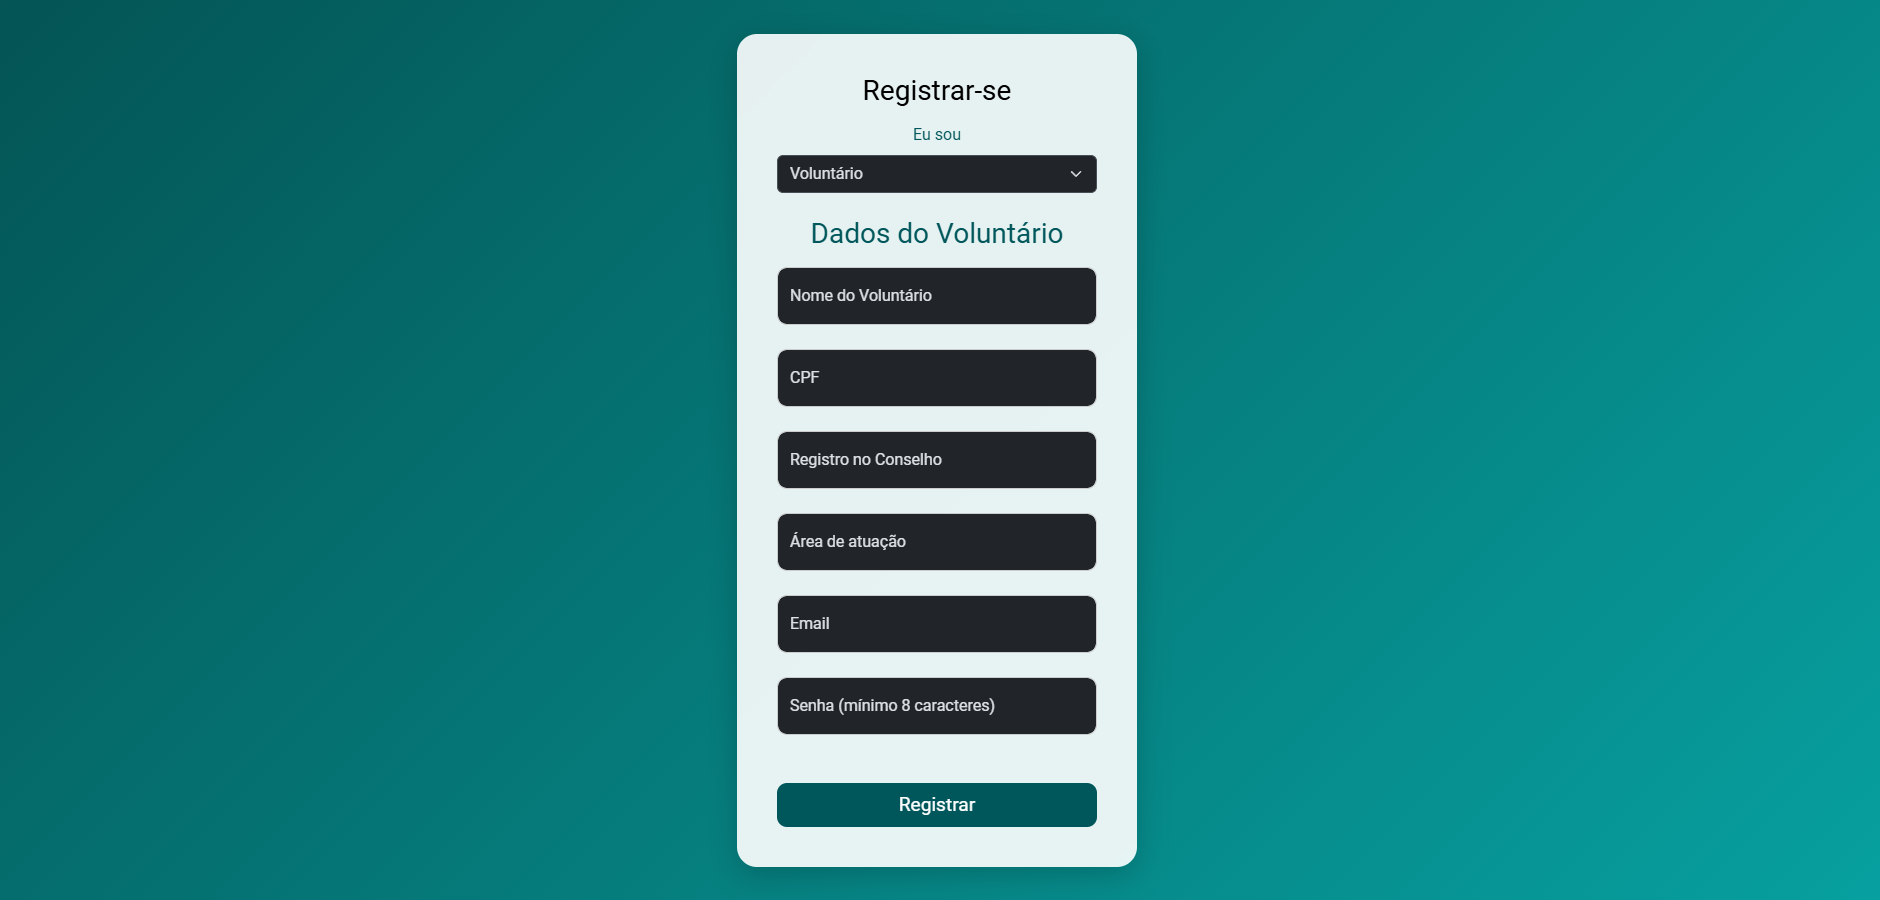 Registrar-se
Eu sou
Voluntário
Dados do Voluntário
Nome do Voluntário
CPF
Registro no Conselho
Área de atuação
Email
Senha (mínimo 8 caracteres)
Registrar